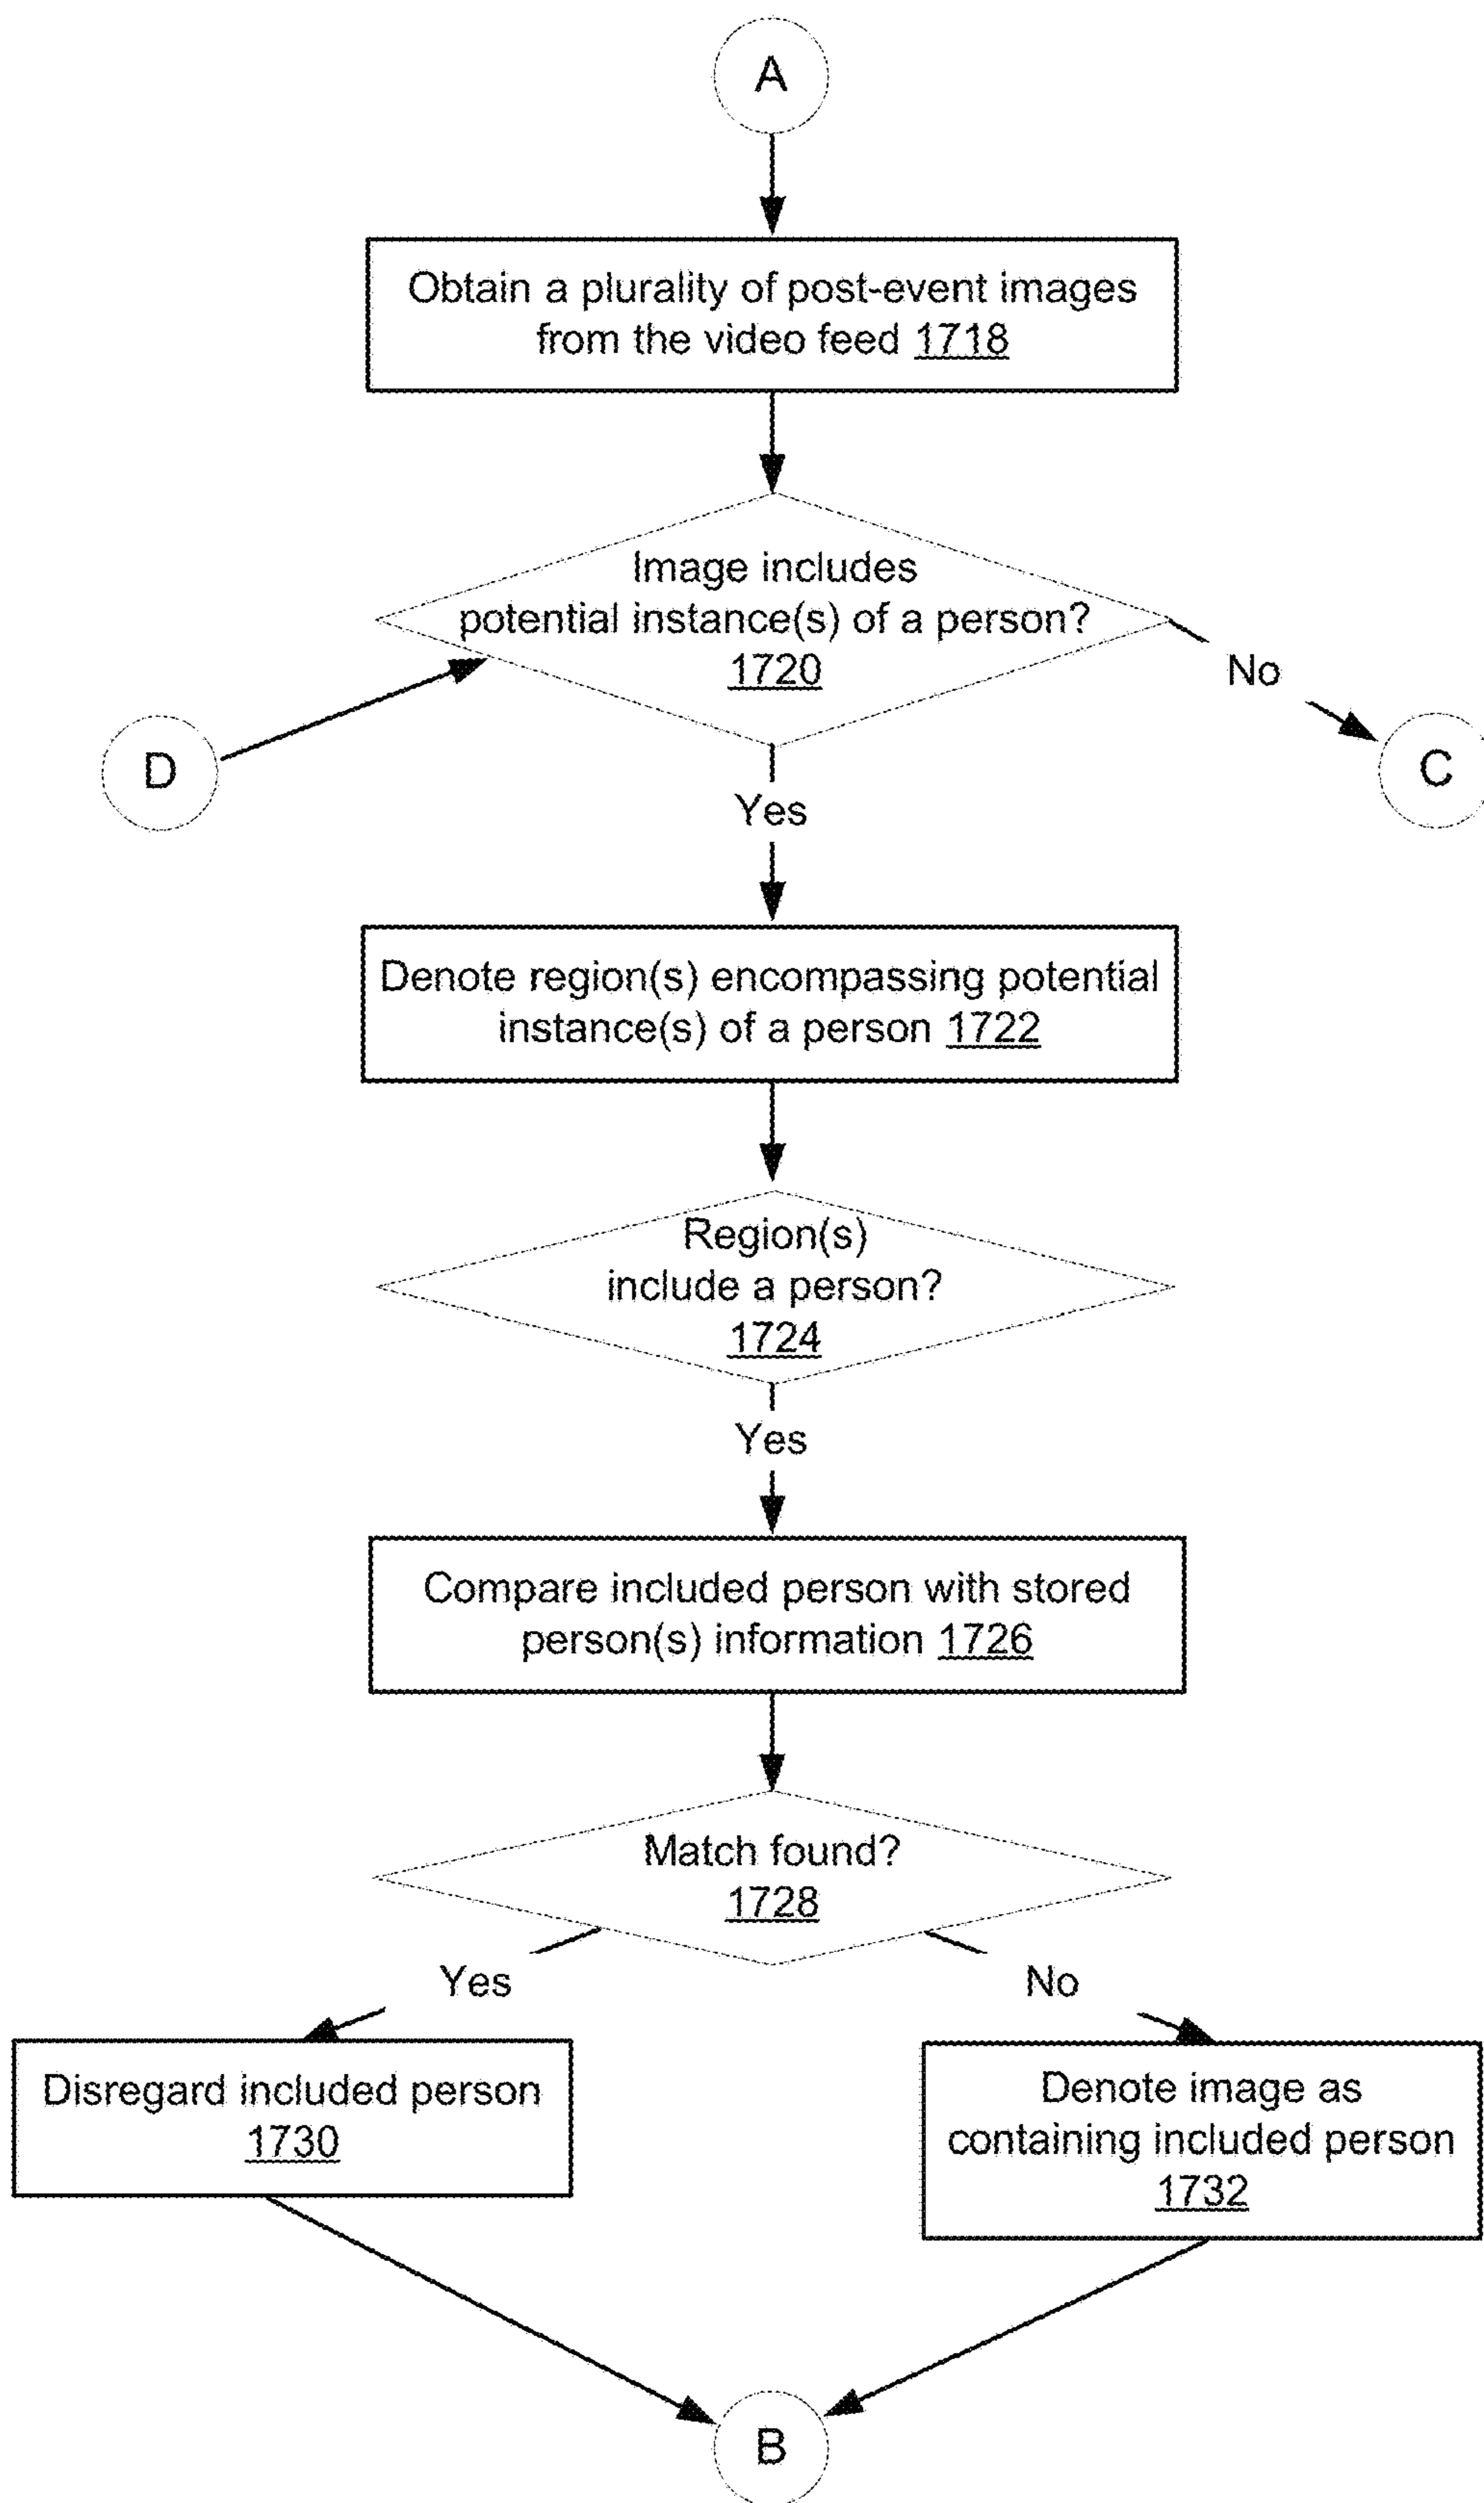 A
Obtain a plurality of post-event images
from the video feed 1718
Image includes
potential instance(s) of a person?
1720
No
D
C
Yes
Denote region(s) encompassing potential
instance(s) of a person 1722
Region(s)
include a person?
1724
Yes
Compare included person with stored
person(s) information 1726
Match found?
1728
Yes
No
Disregard included person
1730
Denote image as
containing included person
1732
B